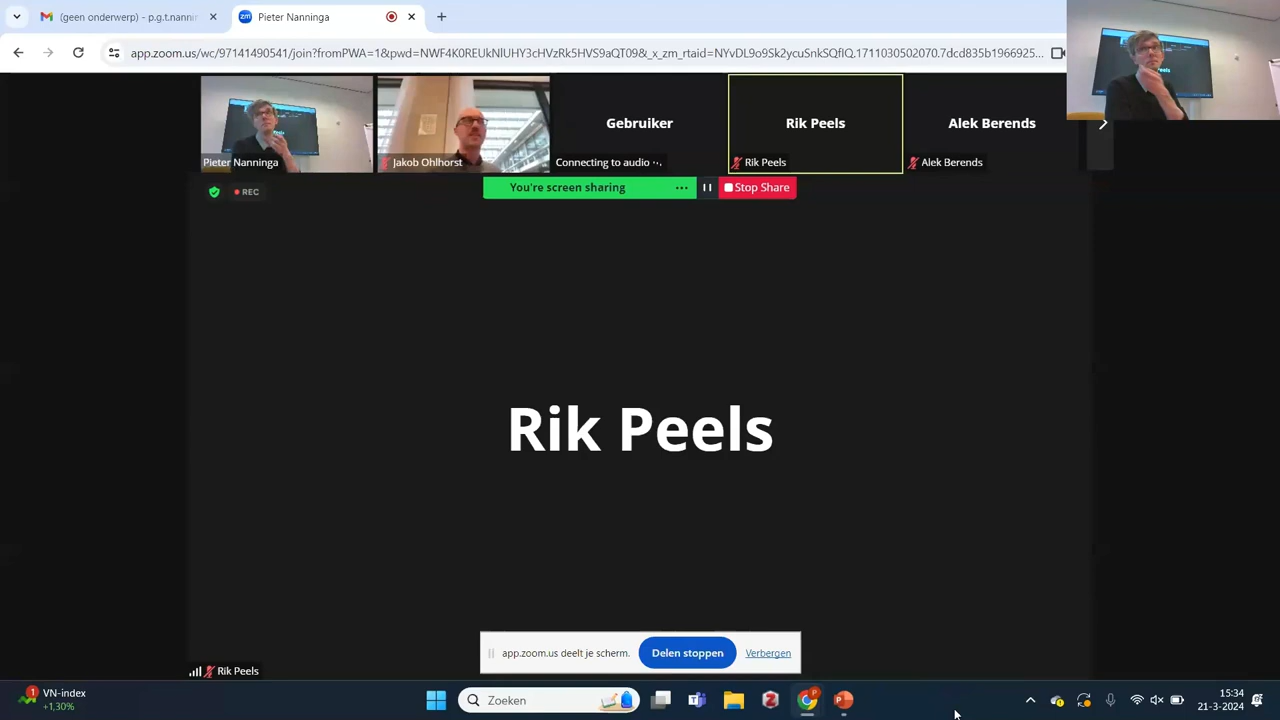 (geen onderwerp) - p.g.t.nannin
zm
Pieter Nanninga
app.zoom.us/wc/97141490541/join?fromPWA=1&pwd=NWF4K0REUkNlUHY3cHVzRk5HVS9aQT09&_x_zm_rtaid=NYvDL9o9Sk2ycuSnkSQflQ.1711030502070.7dcd835b1966925...
Gebruiker
Rik Peels
Alek Berends
Pieter Nanninga
Jakob Ohlhorst
Connecting to audio ··.
Rik Peels
Alek Berends
REC
You're screen sharing
Stop Share
Rik Peels
app.zoom.us deelt je scherm.
Delen stoppen
Verbergen
Rik Peels
1
VN-index
+1,30%
Zoeken
P
21-3-2024